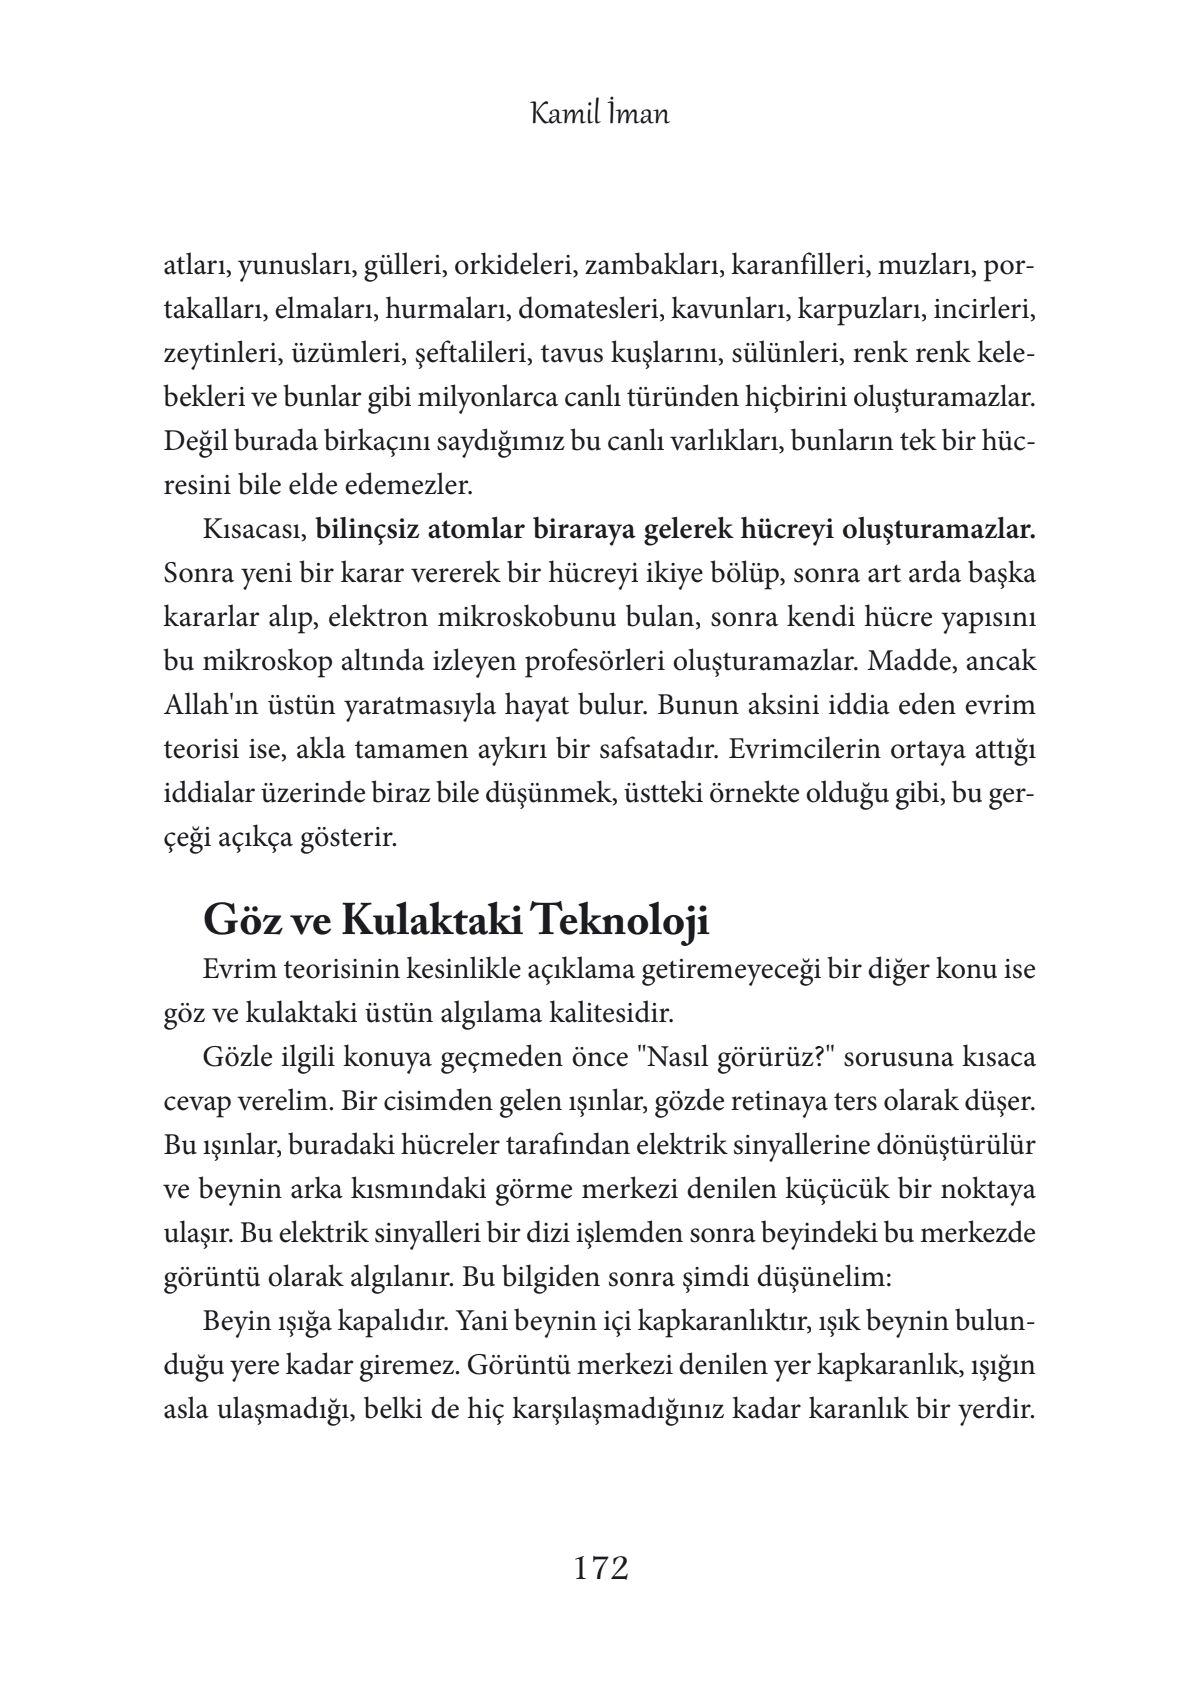 Kamil İman
atları, yunusları, gülleri, orkideleri, zambakları, karanfilleri, muzları, por-
takalları, elmaları, hurmaları, domatesleri, kavunları, karpuzları, incirleri,
zeytinleri, üzümleri, şeftalileri, tavus kuşlarını, sülünleri, renk renk kele-
bekleri ve bunlar gibi milyonlarca canlı türünden hiçbirini oluşturamazlar.
Değil burada birkaçını saydığımız bu canlı varlıkları, bunların tek bir hüc-
resini bile elde edemezler.
Kısacası, bilinçsiz atomlar biraraya gelerek hücreyi oluşturamazlar.
Sonra yeni bir karar vererek bir hücreyi ikiye bölüp, sonra art arda başka
kararlar alıp, elektron mikroskobunu bulan, sonra kendi hücre yapısını
bu mikroskop altında izleyen profesörleri oluşturamazlar. Madde, ancak
Allah'ın üstün yaratmasıyla hayat bulur. Bunun aksini iddia eden evrim
teorisi ise, akla tamamen aykırı bir safsatadır. Evrimcilerin ortaya attığı
iddialar üzerinde biraz bile düşünmek, üstteki örnekte olduğu gibi, bu ger-
çeği açıkça gösterir.
Göz ve Kulaktaki Teknoloji
Evrim teorisinin kesinlikle açıklama getiremeyeceği bir diğer konu ise
göz ve kulaktaki üstün algılama kalitesidir.
Gözle ilgili konuya geçmeden önce "Nasıl görürüz?" sorusuna kısaca
cevap verelim. Bir cisimden gelen ışınlar, gözde retinaya ters olarak düşer.
Bu ışınlar, buradaki hücreler tarafından elektrik sinyallerine dönüştürülür
ve beynin arka kısmındaki görme merkezi denilen küçücük bir noktaya
ulaşır. Bu elektrik sinyalleri bir dizi işlemden sonra beyindeki bu merkezde
görüntü olarak algılanır. Bu bilgiden sonra şimdi düşünelim:
Beyin ışığa kapalıdır. Yani beynin içi kapkaranlıktır, ışık beynin bulun-
duğu yere kadar giremez. Görüntü merkezi denilen yer kapkaranlık, ışığın
asla ulaşmadığı, belki de hiç karşılaşmadığınız kadar karanlık bir yerdir.
172